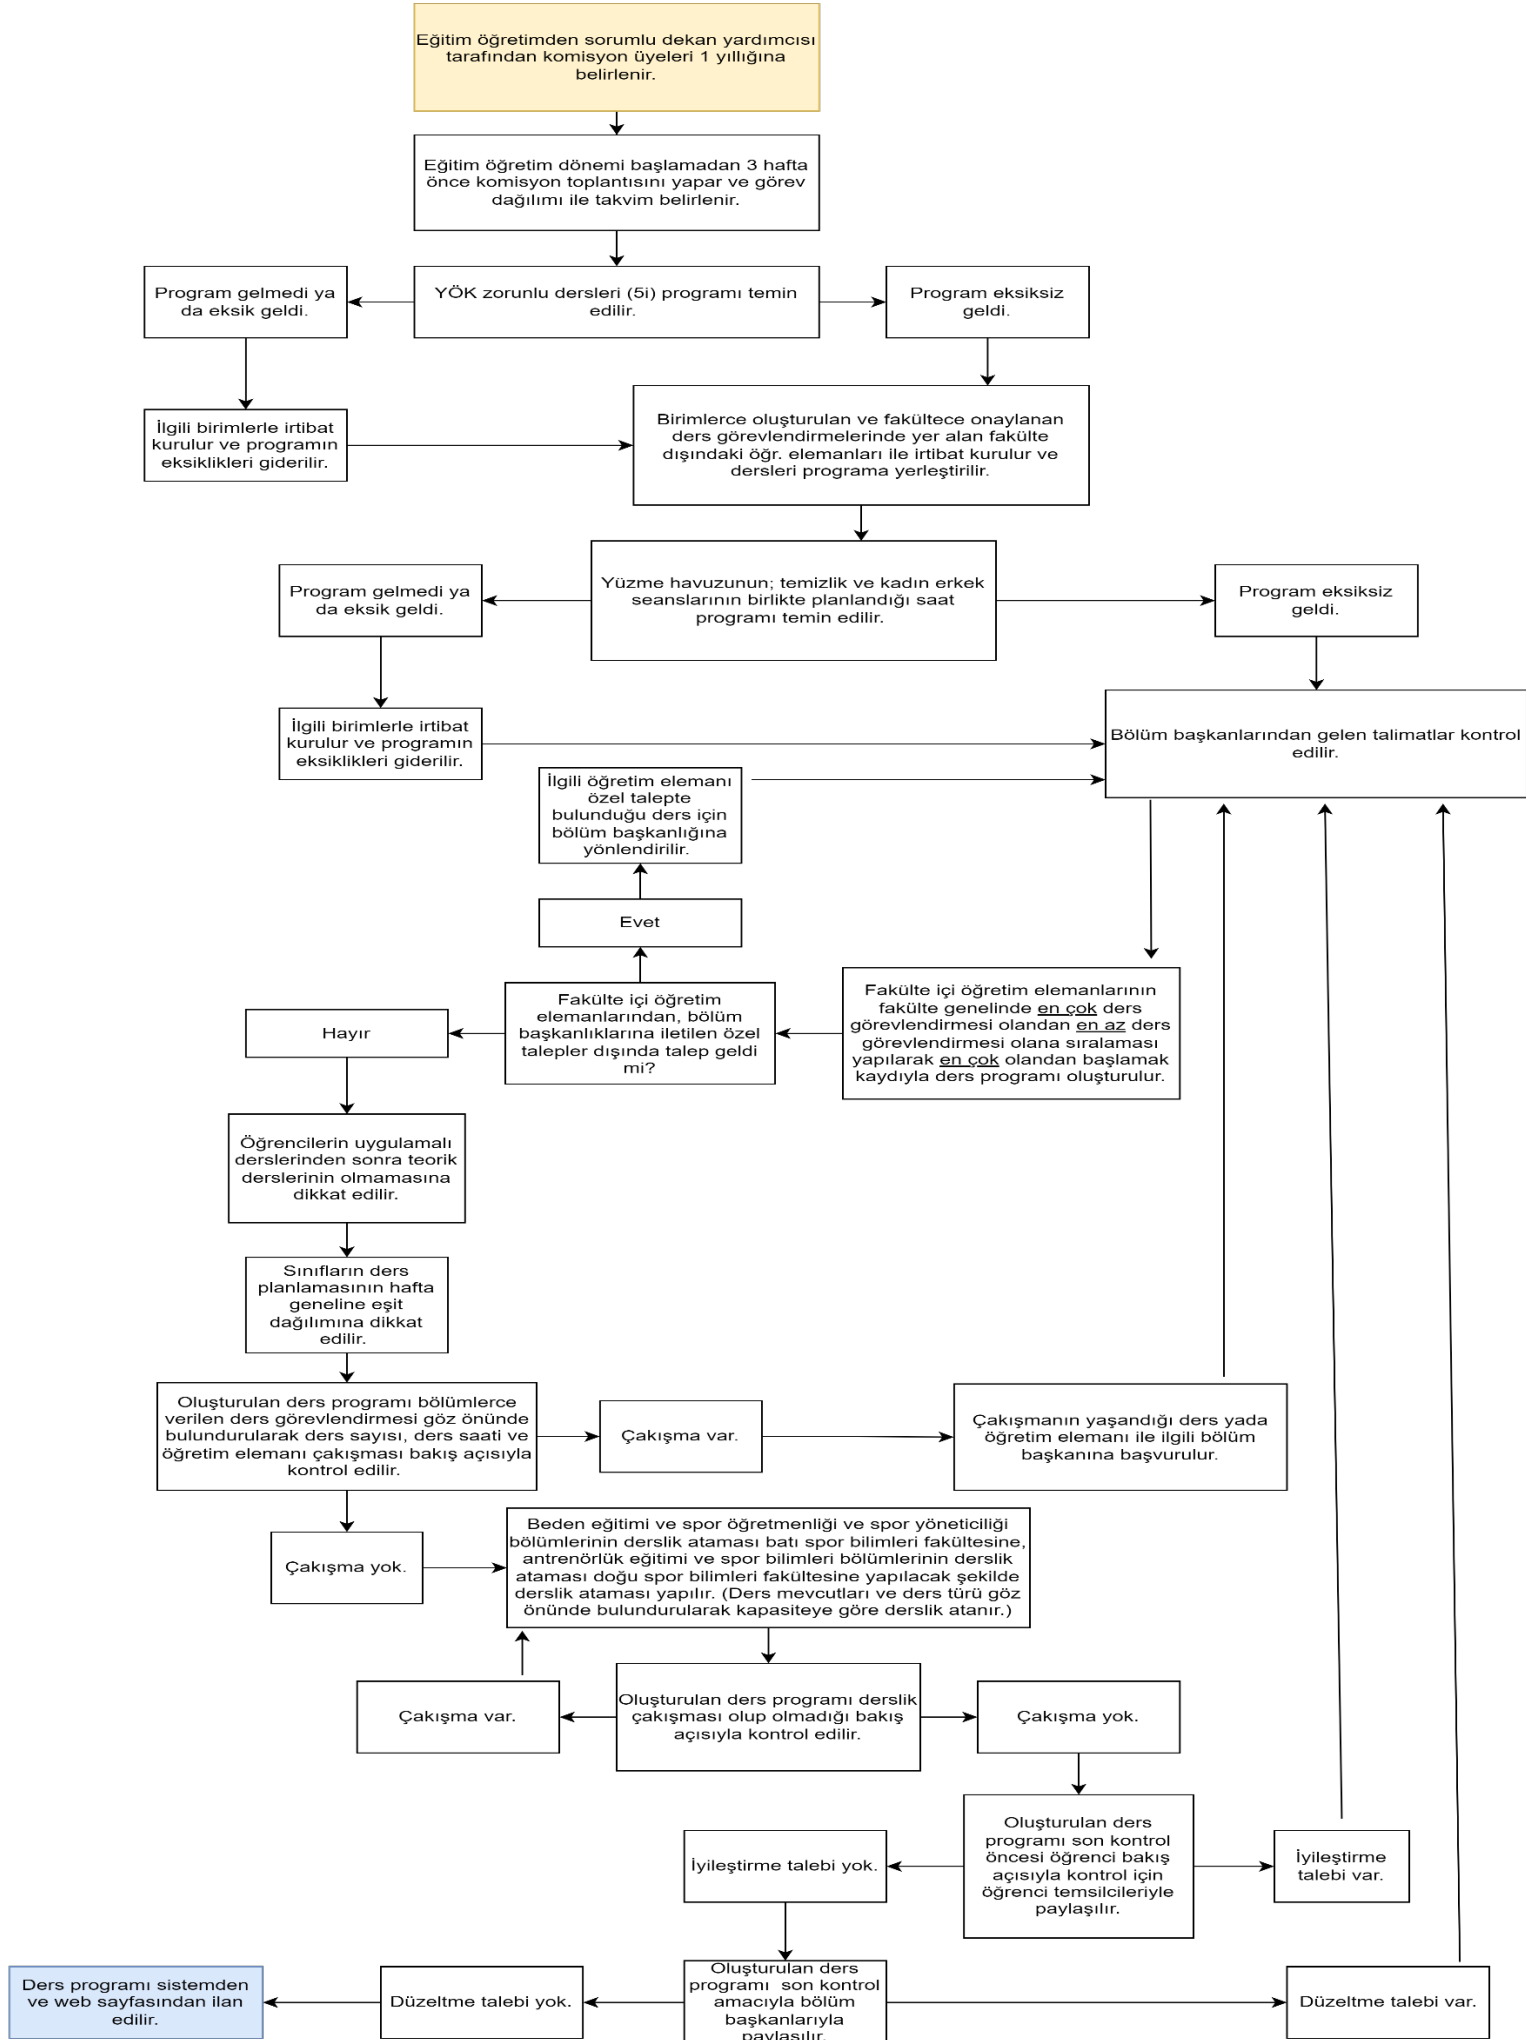 Eğitim öğretimden sorumlu dekan yardımcısı
tarafından komisyon üyeleri 1 yıllığına
belirlenir.
Eğitim öğretim dönemi başlamadan 3 hafta
önce komisyon toplantısını yapar ve görev
dağılımı ile takvim belirlenir.
Program gelmedi ya
da eksik geldi.
YÖK zorunlu dersleri (5i) programı temin
edilir.
Program eksiksiz
geldi.
İlgili birimlerle irtibat
kurulur ve programın
eksiklikleri giderilir.
Birimlerce oluşturulan ve fakültece onaylanan
ders görevlendirmelerinde yer alan fakülte
dışındaki öğr. elemanları ile irtibat kurulur ve
dersleri programa yerleştirilir.
Program gelmedi ya
da eksik geldi.
Yüzme havuzunun; temizlik ve kadın erkek
seanslarının birlikte planlandığı saat
programı temin edilir.
Program eksiksiz
geldi.
İlgili birimlerle irtibat
kurulur ve programın
eksiklikleri giderilir.
Bölüm başkanlarından gelen talimatlar kontrol
edilir.
İlgili öğretim elemanı
özel talepte
bulunduğu ders için
bölüm başkanlığına
yönlendirilir.
Evet
Hayır
Fakülte içi öğretim
elemanlarından, bölüm
başkanlıklarına iletilen özel
talepler dışında talep geldi
mi?
Fakülte içi öğretim elemanlarının
fakülte genelinde en çok ders
görevlendirmesi olandan en az ders
görevlendirmesi olana sıralaması
yapılarak en çok olandan başlamak
kaydıyla ders programı oluşturulur.
Öğrencilerin uygulamalı
derslerinden sonra teorik
derslerinin olmamasına
dikkat edilir.
Sınıfların ders
planlamasının hafta
geneline eşit
dağılımına dikkat
edilir.
Oluşturulan ders programı bölümlerce
verilen ders görevlendirmesi göz önünde
bulundurularak ders sayısı, ders saati ve
öğretim elemanı çakışması bakış açısıyla
kontrol edilir.
Çakışma var.
Çakışmanın yaşandığı ders yada
öğretim elemanı ile ilgili bölüm
başkanına başvurulur.
Çakışma yok.
Beden eğitimi ve spor öğretmenliği ve spor yöneticiliği
bölümlerinin derslik ataması batı spor bilimleri fakültesine,
antrenörlük eğitimi ve spor bilimleri bölümlerinin derslik
ataması doğu spor bilimleri fakültesine yapılacak şekilde
derslik ataması yapılır. (Ders mevcutları ve ders türü göz
önünde bulundurularak kapasiteye göre derslik atanır.)
Çakışma var.
Oluşturulan ders programı derslik
çakışması olup olmadığı bakış
açısıyla kontrol edilir.
Çakışma yok.
İyileştirme talebi yok.
Oluşturulan ders
programı son kontrol
öncesi öğrenci bakış
açısıyla kontrol için
öğrenci temsilcileriyle
paylaşılır.
İyileştirme
talebi var.
Ders programı sistemden
ve web sayfasından ilan
edilir.
Düzeltme talebi yok.
Oluşturulan ders
programı son kontrol
amacıyla bölüm
başkanlarıyla
paylaşılır.
Düzeltme talebi var.